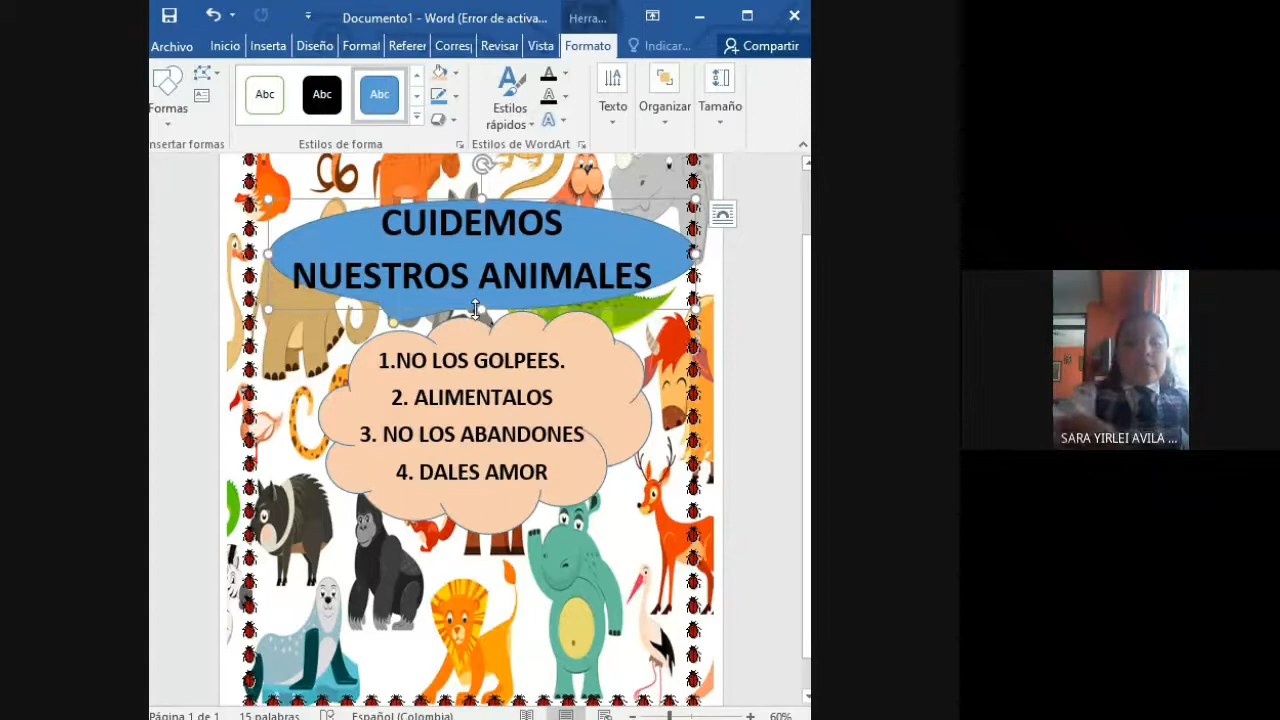 Documento1 - Word (Error de activa...
Herra...
Archivo
Inicio
Inserta
Diseño
Format
Referer
Corres
Revisar
Vista
Formato
Indicar...
Compartir
Abc
Abc
Abc
Formas
Estilos
rápidos
Texto
Organizar
Tamaño
nsertar formas
Estilos de forma
Estilos de WordArt
CUIDEMOS
NUESTROS ANIMALES
1.NO LOS GOLPEES.
2. ALIMENTALOS
3. NO LOS ABANDONES
4. DALES AMOR
SARA YIRLEI AVILA ...
Página 1 de 1
15 palabras
Español (Colombia)
60%